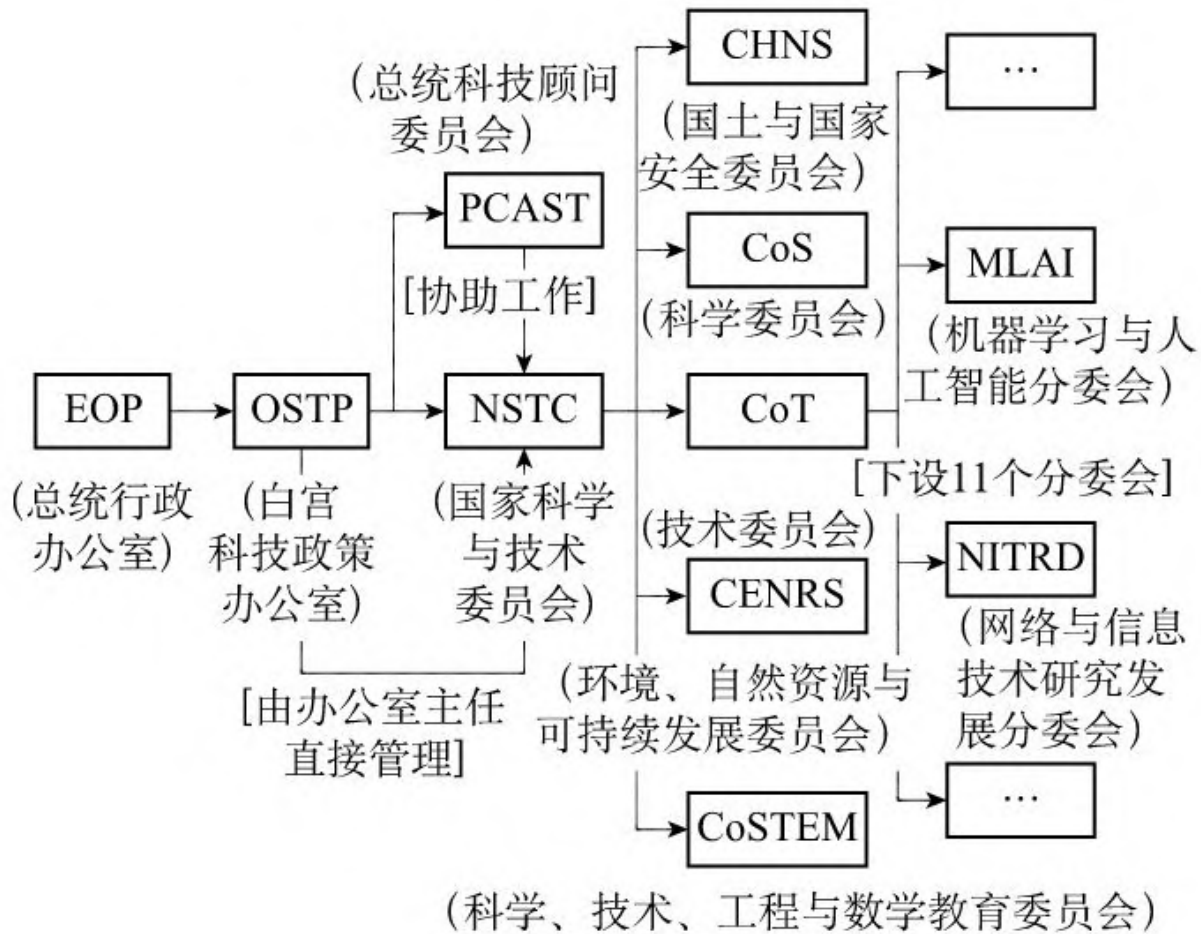 CHNS
(国土与国家
安全委员会)
…
(总统科技顾问
委员会)
PCAST
[协助工作]
CoS
(科学委员会)
MLAI
(机器学习与人
工智能分委会)
EOP
(总统行政
办公室)
OSTP
(白宫
科技政策
办公室)
NSTC
(国家科学
与技术
委员会)
CoT
(技术委员会)
[下设11个分委会]
CENRS
(环境、自然资源与
可持续发展委员会)
NITRD
(网络与信息
技术研究发
展分委会)
[由办公室主任
直接管理]
…
CoSTEM
(科学、技术、工程与数学教育委员会)